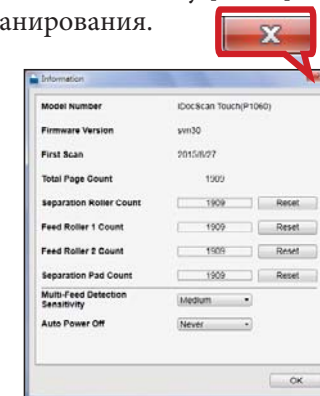 анирования.
Information
Model Number iDocScan Touch(P1060)
Firmware Version svn30
First Scan 2015/8/27
Total Page Count 1909
Separation Roller Count 1909 Reset
Feed Roller 1 Count 1909 Reset
Feed Roller 2 Count 1909 Reset
Separation Pad Count 1909 Reset
Multi-Feed Detection
Sensitivity Medium
Auto Power Off Never
OK